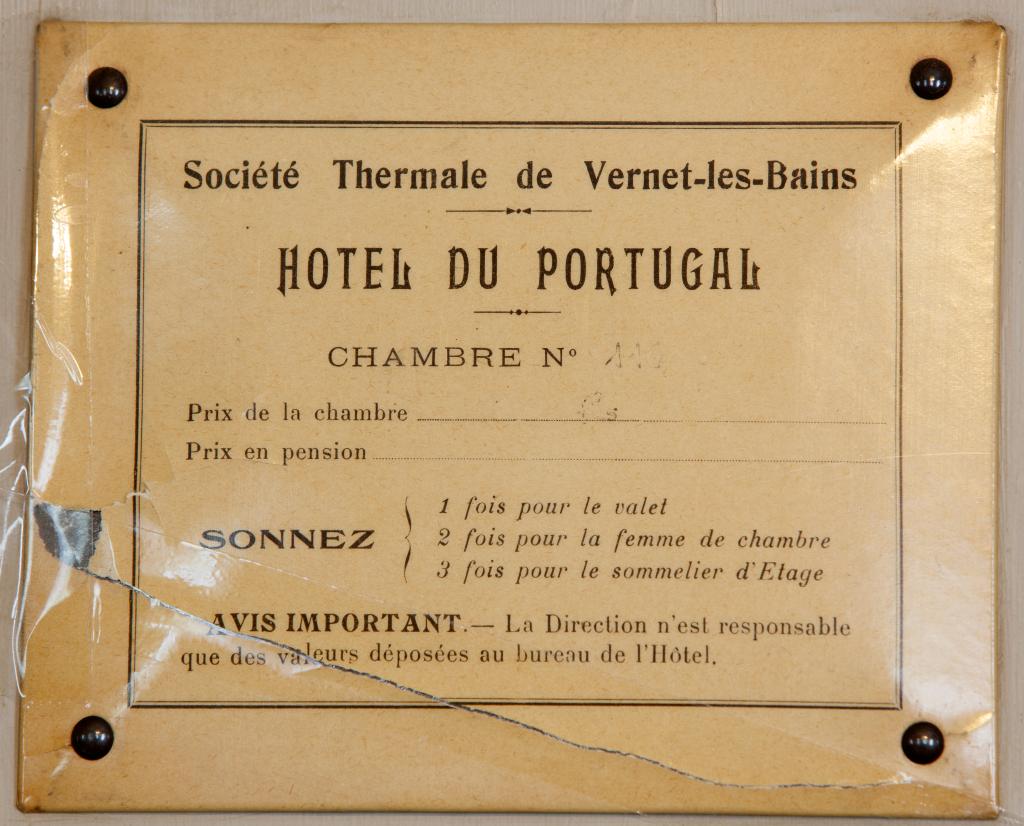 Société Thermale de Vernet-les-Bains
HOTEL DU PORTUGAL
CHAMBRE Nº
Prix de la chambre
Prix en pension
SONNEZ
1 fois pour le valet
2 fois pour la femme de chambre
3 fois pour le sommelier d'Etage
AVIS IMPORTANT.— La Direction n'est responsable
que des valeurs déposées au bureau de l'Hôtel.